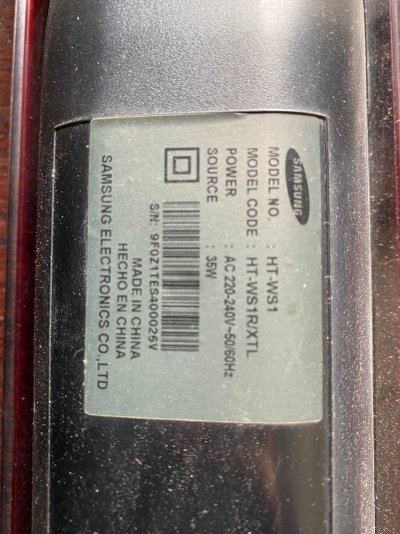 SAMSUNG
MODEL NO. : HT-WS1
MODEL CODE : HT-WS1R/XTL
POWER : AC 220-240V~50/60Hz
SOURCE : 35W
S/N: 9F0Z1TES400026V
MADE IN CHINA
HECHO EN CHINA
SAMSUNG ELECTRONICS CO.,LTD